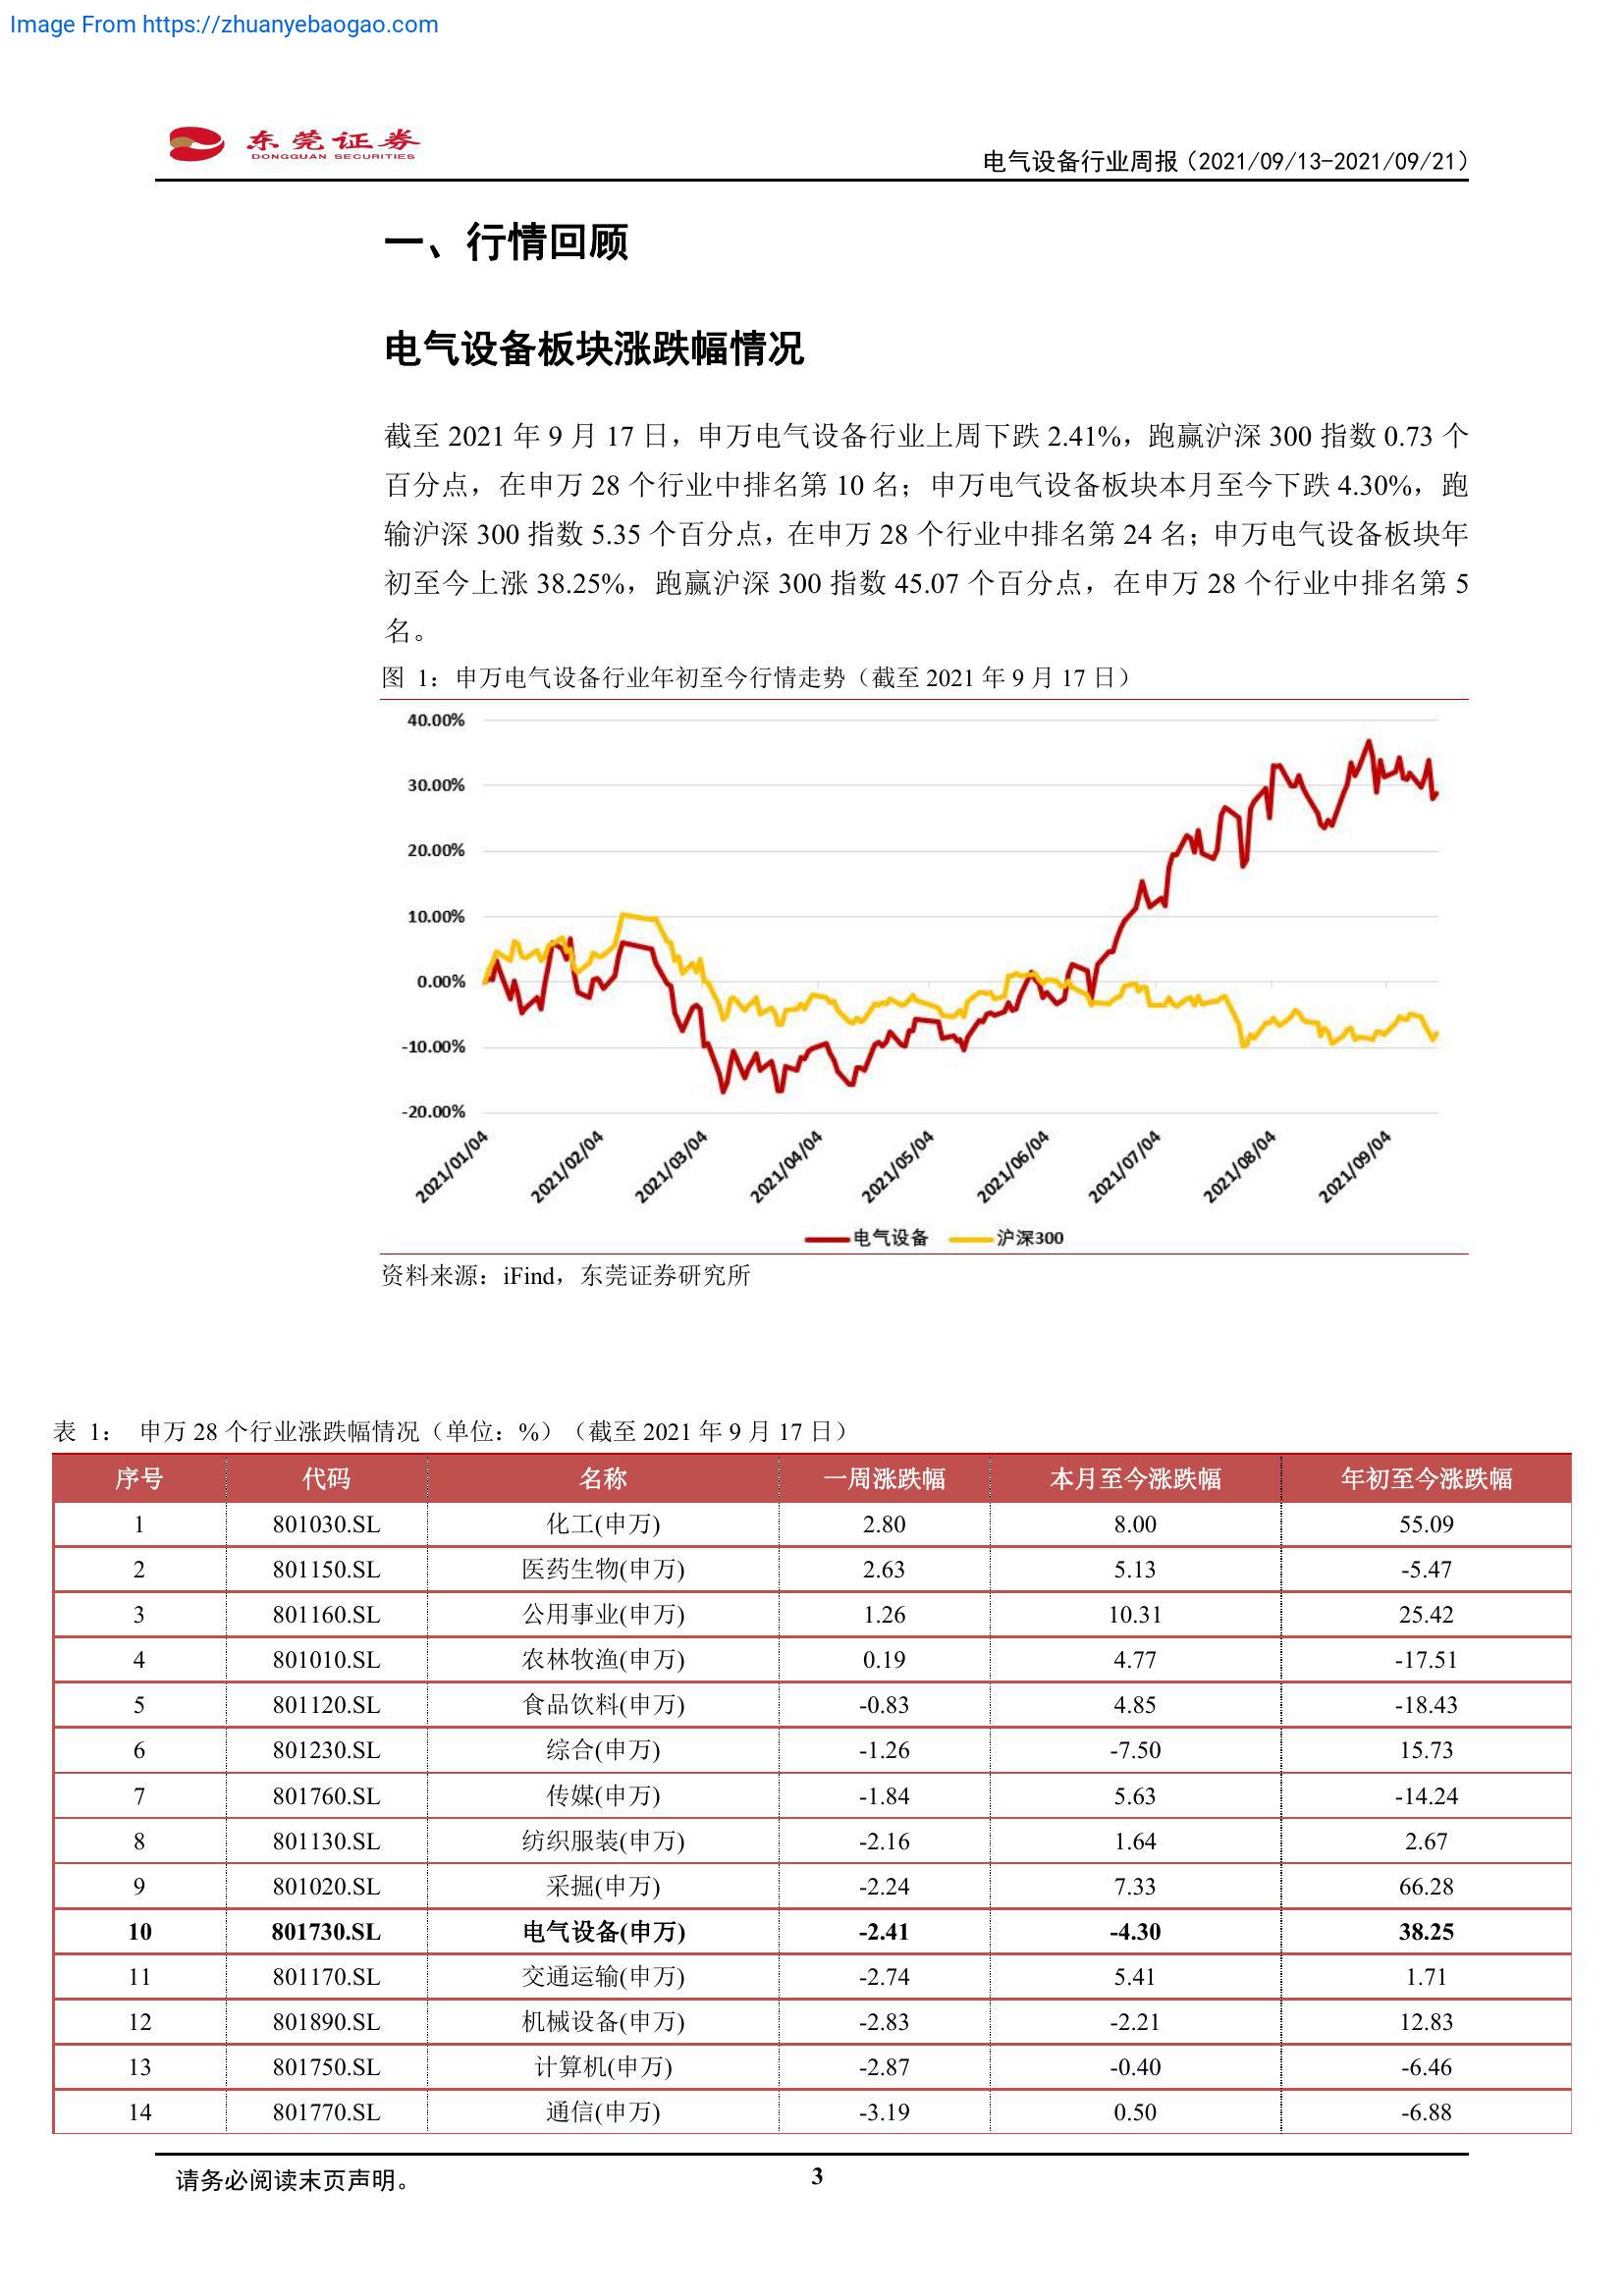 Image From https://zhuanyebaogao.com
东莞证券
DONGGUAN SECURITIES
电气设备行业周报（2021/09/13-2021/09/21）
一、行情回顾
电气设备板块涨跌幅情况
截至 2021 年 9 月 17 日，申万电气设备行业上周下跌 2.41%，跑赢沪深 300 指数 0.73 个
百分点，在申万 28 个行业中排名第 10 名；申万电气设备板块本月至今下跌 4.30%，跑
输沪深 300 指数 5.35 个百分点，在申万 28 个行业中排名第 24 名；申万电气设备板块年
初至今上涨 38.25%，跑赢沪深 300 指数 45.07 个百分点，在申万 28 个行业中排名第 5
名。
图 1：申万电气设备行业年初至今行情走势（截至 2021 年 9 月 17 日）
40.00%
30.00%
20.00%
10.00%
0.00%
-10.00%
-20.00%
2021/01/04 2021/02/04 2021/03/04 2021/04/04 2021/05/04 2021/06/04 2021/07/04 2021/08/04 2021/09/04
电气设备 沪深300
资料来源：iFind，东莞证券研究所
表 1： 申万 28 个行业涨跌幅情况（单位：%）（截至 2021 年 9 月 17 日）
序号 代码 名称 一周涨跌幅 本月至今涨跌幅 年初至今涨跌幅
1 801030.SL 化工(申万) 2.80 8.00 55.09
2 801150.SL 医药生物(申万) 2.63 5.13 -5.47
3 801160.SL 公用事业(申万) 1.26 10.31 25.42
4 801010.SL 农林牧渔(申万) 0.19 4.77 -17.51
5 801120.SL 食品饮料(申万) -0.83 4.85 -18.43
6 801230.SL 综合(申万) -1.26 -7.50 15.73
7 801760.SL 传媒(申万) -1.84 5.63 -14.24
8 801130.SL 纺织服装(申万) -2.16 1.64 2.67
9 801020.SL 采掘(申万) -2.24 7.33 66.28
10 801730.SL 电气设备(申万) -2.41 -4.30 38.25
11 801170.SL 交通运输(申万) -2.74 5.41 1.71
12 801890.SL 机械设备(申万) -2.83 -2.21 12.83
13 801750.SL 计算机(申万) -2.87 -0.40 -6.46
14 801770.SL 通信(申万) -3.19 0.50 -6.88
请务必阅读末页声明。 3